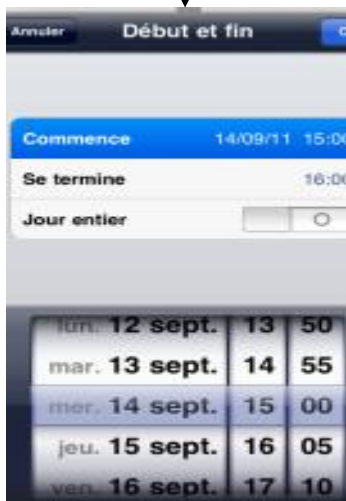 Annuler Début et fin
Commence 14/09/11 15:00
Se termine 16:00
Jour entier
lun. 12 sept. 13 50
mar. 13 sept. 14 55
mer. 14 sept. 15 00
jeu. 15 sept. 16 05
ven. 16 sept. 17 10